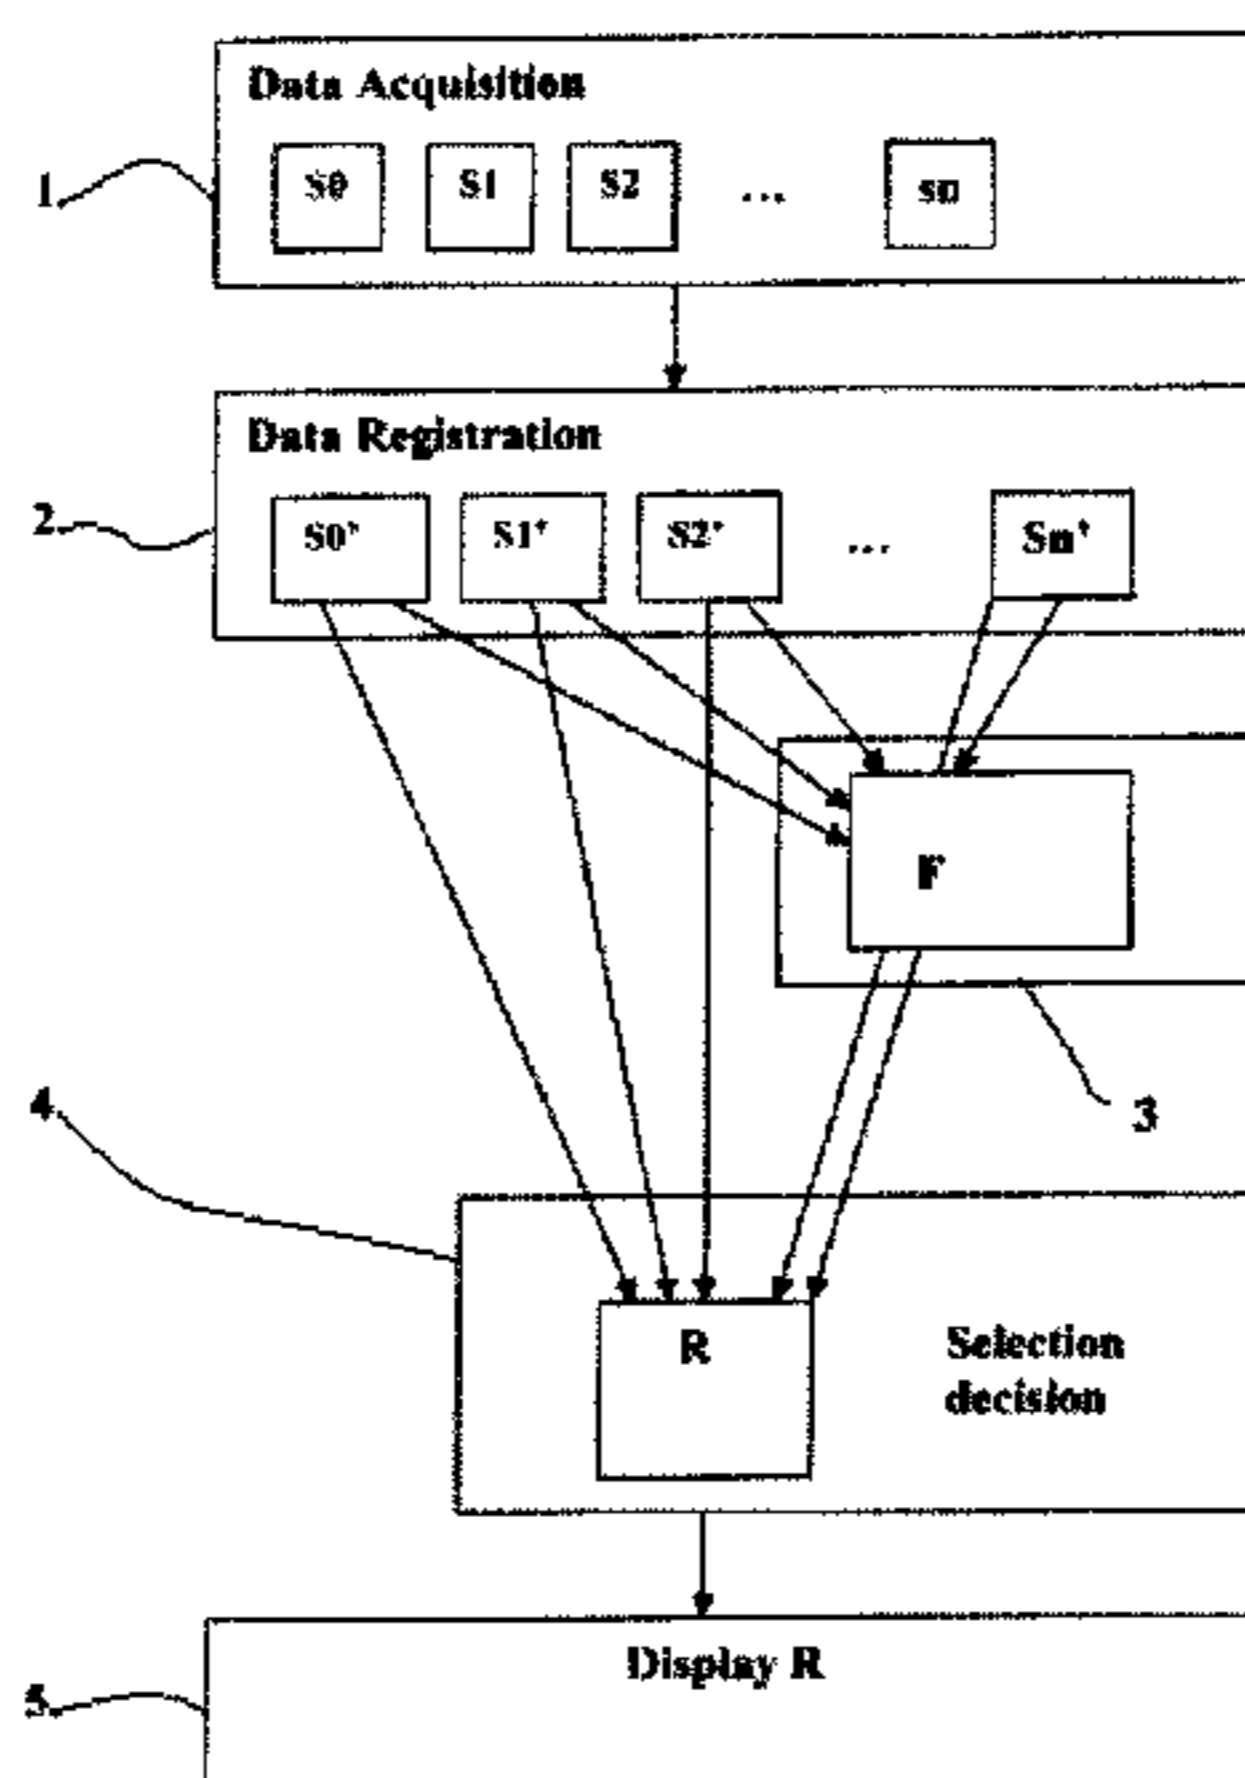 Data Acquisition
1.
S0 S1 S2 ... sn
Data Registration
2.
S0' S1' S2' ... Sn'
F
3
4.
R
Selection
decision
Display R
5.